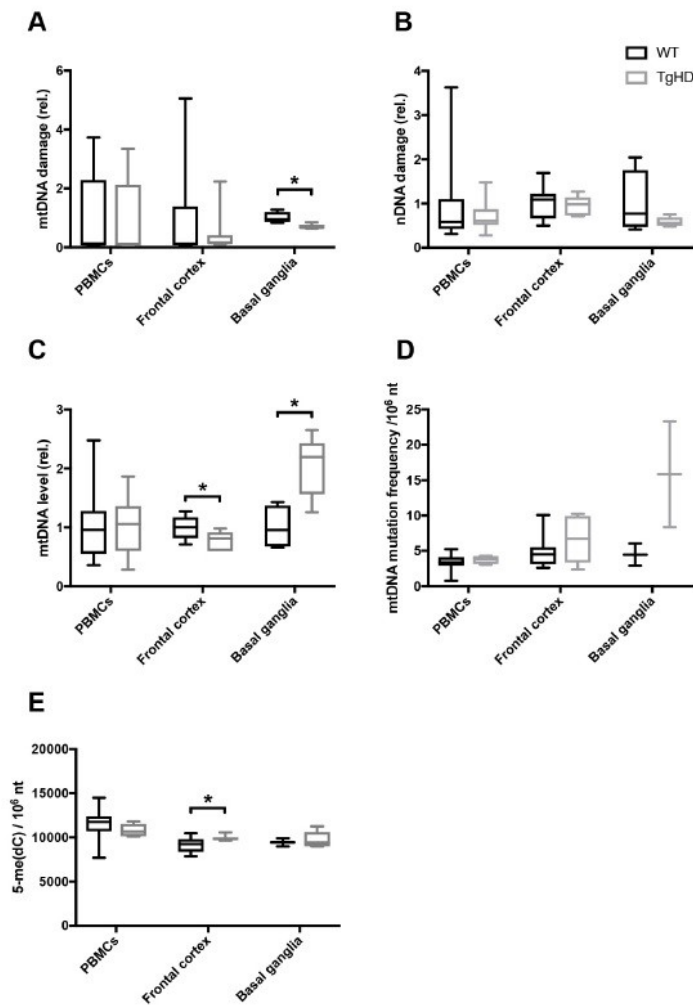 A
mtDNA damage (rel.)
6
4
2
0
*
PBMCs
Frontal cortex
Basal ganglia
B
WT
TgHD
nDNA damage (rel.)
4
3
2
1
0
PBMCs
Frontal cortex
Basal ganglia
C
mtDNA level (rel.)
3
2
1
0
*
*
PBMCs
Frontal cortex
Basal ganglia
D
mtDNA mutation frequency /10⁶ nt
25
20
15
10
5
0
PBMCs
Frontal cortex
Basal ganglia
E
5-me(dC) / 10⁶ nt
20000
15000
10000
5000
0
*
PBMCs
Frontal cortex
Basal ganglia